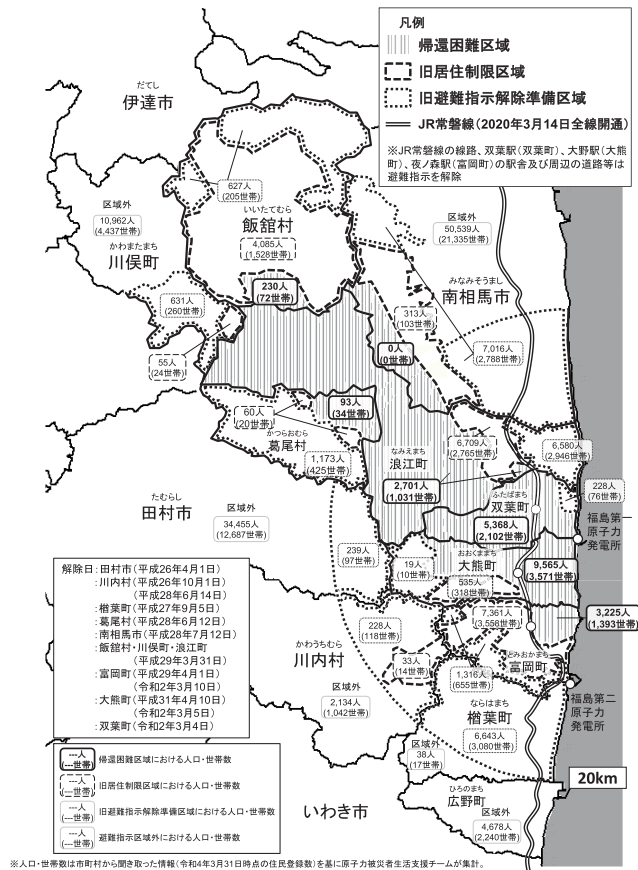 凡例
帰還困難区域
旧居住制限区域
旧避難指示解除準備区域
JR常磐線(2020年3月14日全線開通)
※JR常磐線の線路、双葉駅(双葉町)、大野駅(大熊
町)、夜ノ森駅(富岡町)の駅舎及び周辺の道路等は
避難指示を解除
だてし
伊達市
627人
(205世帯)
区域外
10,962人
(4,437世帯)
かわまたまち
川俣町
いいたてむら
飯舘村
4,085人
(1,528世帯)
区域外
50,539人
(21,335世帯)
みなみそうまし
南相馬市
230人
(72世帯)
631人
(260世帯)
313人
(103世帯)
7,016人
(2,788世帯)
0人
(0世帯)
55人
(24世帯)
93人
(34世帯)
60人
(20世帯)
かつらおむら
葛尾村
1,173人
(425世帯)
なみえまち
浪江町
6,709人
(2,765世帯)
6,580人
(2,946世帯)
2,701人
(1,031世帯)
228人
(76世帯)
ふたばまち
双葉町
福島第一
原子力
発電所
たむらし
田村市
区域外
34,455人
(12,687世帯)
5,368人
(2,102世帯)
239人
(97世帯)
おおくままち
大熊町
19人
(10世帯)
9,565人
(3,571世帯)
535人
(318世帯)
解除日:田村市(平成26年4月1日)
:川内村(平成26年10月1日)
(平成28年6月14日)
:楢葉町(平成27年9月5日)
:葛尾村(平成28年6月12日)
:南相馬市(平成28年7月12日)
:飯舘村・川俣町・浪江町
(平成29年3月31日)
:富岡町(平成29年4月1日)
(令和2年3月10日)
:大熊町(平成31年4月10日)
(令和2年3月5日)
:双葉町(令和2年3月4日)
7,361人
(3,558世帯)
3,225人
(1,393世帯)
228人
(118世帯)
かわうちむら
川内村
33人
(14世帯)
とみおかまち
富岡町
1,316人
(655世帯)
区域外
2,134人
(1,042世帯)
ならはまち
楢葉町
福島第二
原子力
発電所
6,643人
(3,080世帯)
区域外
38人
(17世帯)
20km
ひろのまち
広野町
区域外
4,678人
(2,240世帯)
いわき市
---人
(---世帯)
帰還困難区域における人口・世帯数
---人
(---世帯)
旧居住制限区域における人口・世帯数
---人
(---世帯)
旧避難指示解除準備区域における人口・世帯数
---人
(---世帯)
避難指示区域外における人口・世帯数
※人口・世帯数は市町村から聞き取った情報(令和4年3月31日時点の住民登録数)を基に原子力被災者生活支援チームが集計。